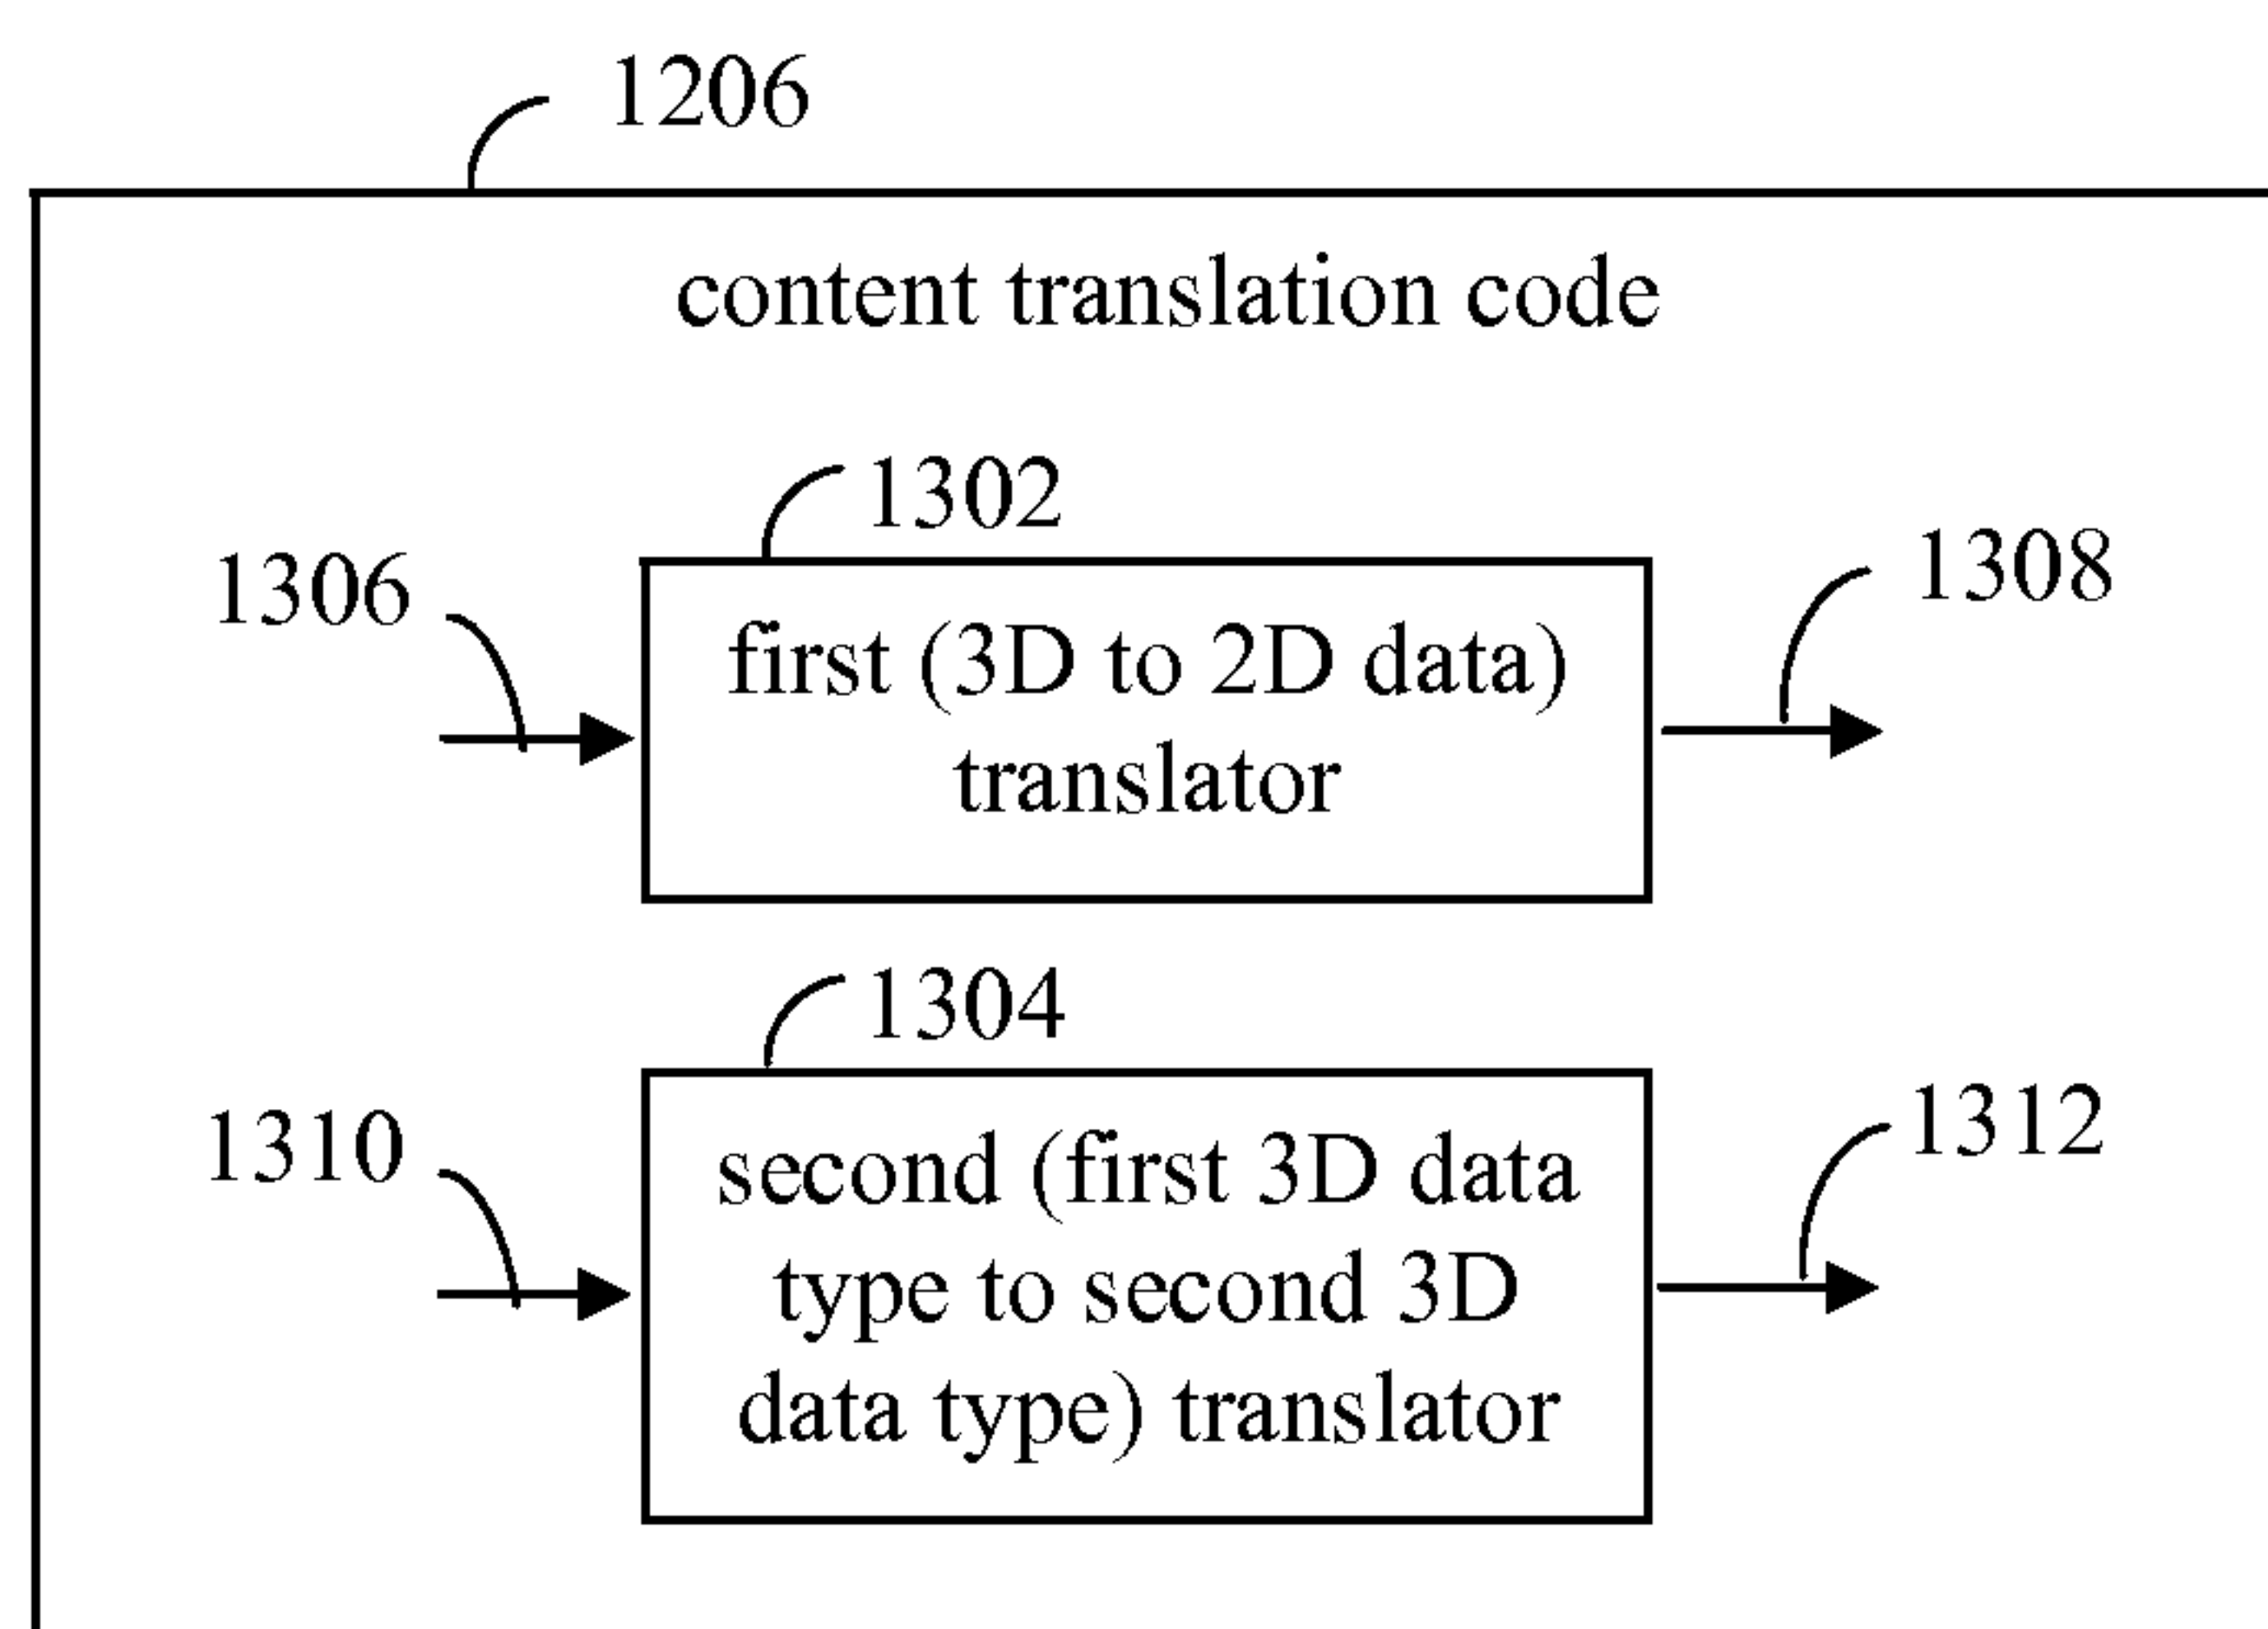 1206
content translation code
1302
1306
1308
first (3D to 2D data)
translator
1304
1310
1312
second (first 3D data
type to second 3D
data type) translator